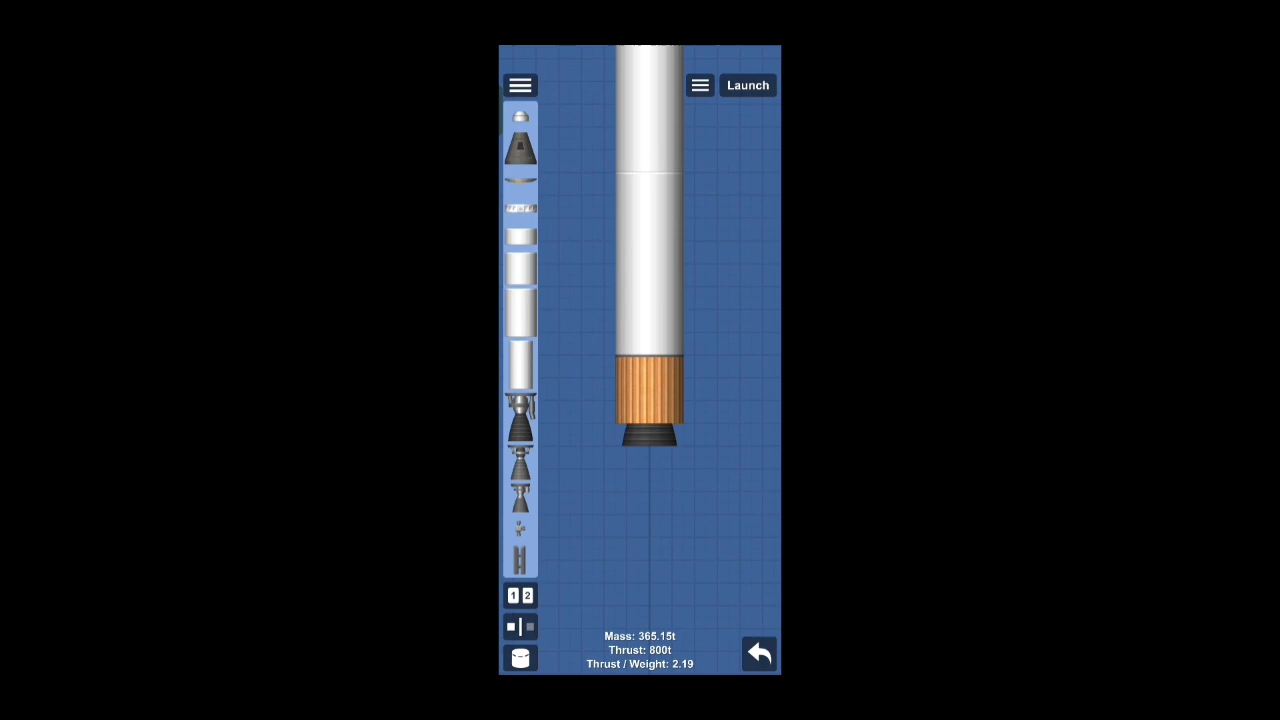 Launch
1 2
Mass: 365.15t
Thrust: 800t
Thrust / Weight: 2.19